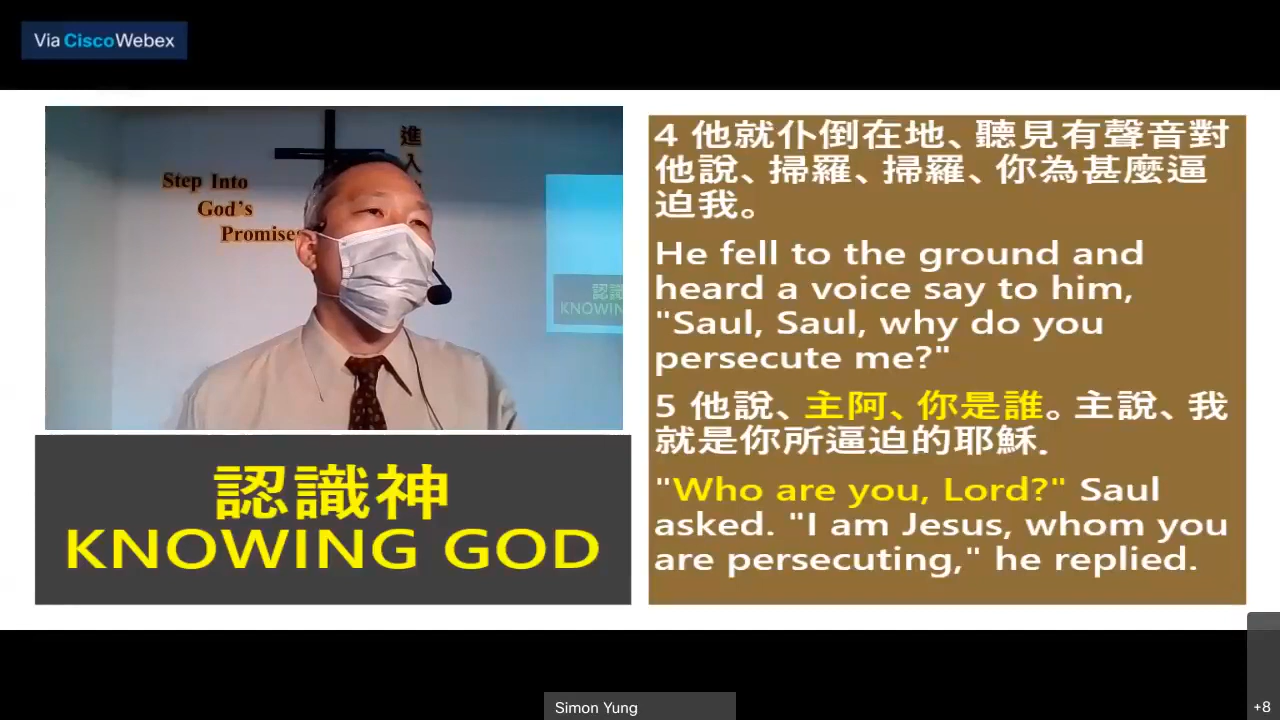 Via CiscoWebex
進
入
Step Into
God's
Promises
認識
KNOWIN
認識神
KNOWING GOD
4 他就仆倒在地、聽見有聲音對
他說、掃羅、掃羅、你為甚麼逼
迫我。
He fell to the ground and
heard a voice say to him,
"Saul, Saul, why do you
persecute me?"
5 他說、主阿、你是誰。主說、我
就是你所逼迫的耶穌.
"Who are you, Lord?" Saul
asked. "I am Jesus, whom you
are persecuting," he replied.
Simon Yung
+8